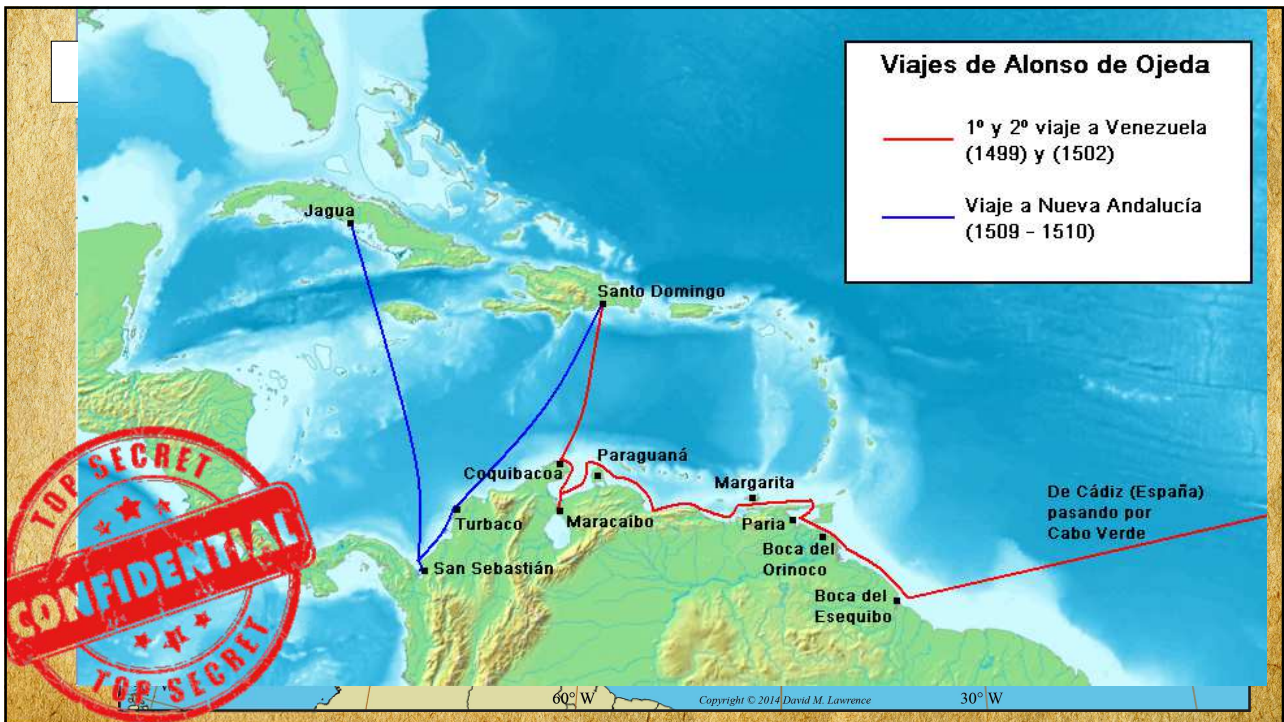 Viajes de Alonso de Ojeda
1º y 2º viaje a Venezuela
(1499) y (1502)
Viaje a Nueva Andalucía
(1509 - 1510)
Jagua
Santo Domingo
Coquibacoa
Paraguaná
Margarita
Turbaco
Maracaibo
Paria
De Cádiz (España)
pasando por
Cabo Verde
Boca del
Orinoco
San Sebastián
Boca del
Esequibo
TOP SECRET
CONFIDENTIAL
TOP SECRET
60° W
Copyright © 2014 David M. Lawrence
30° W